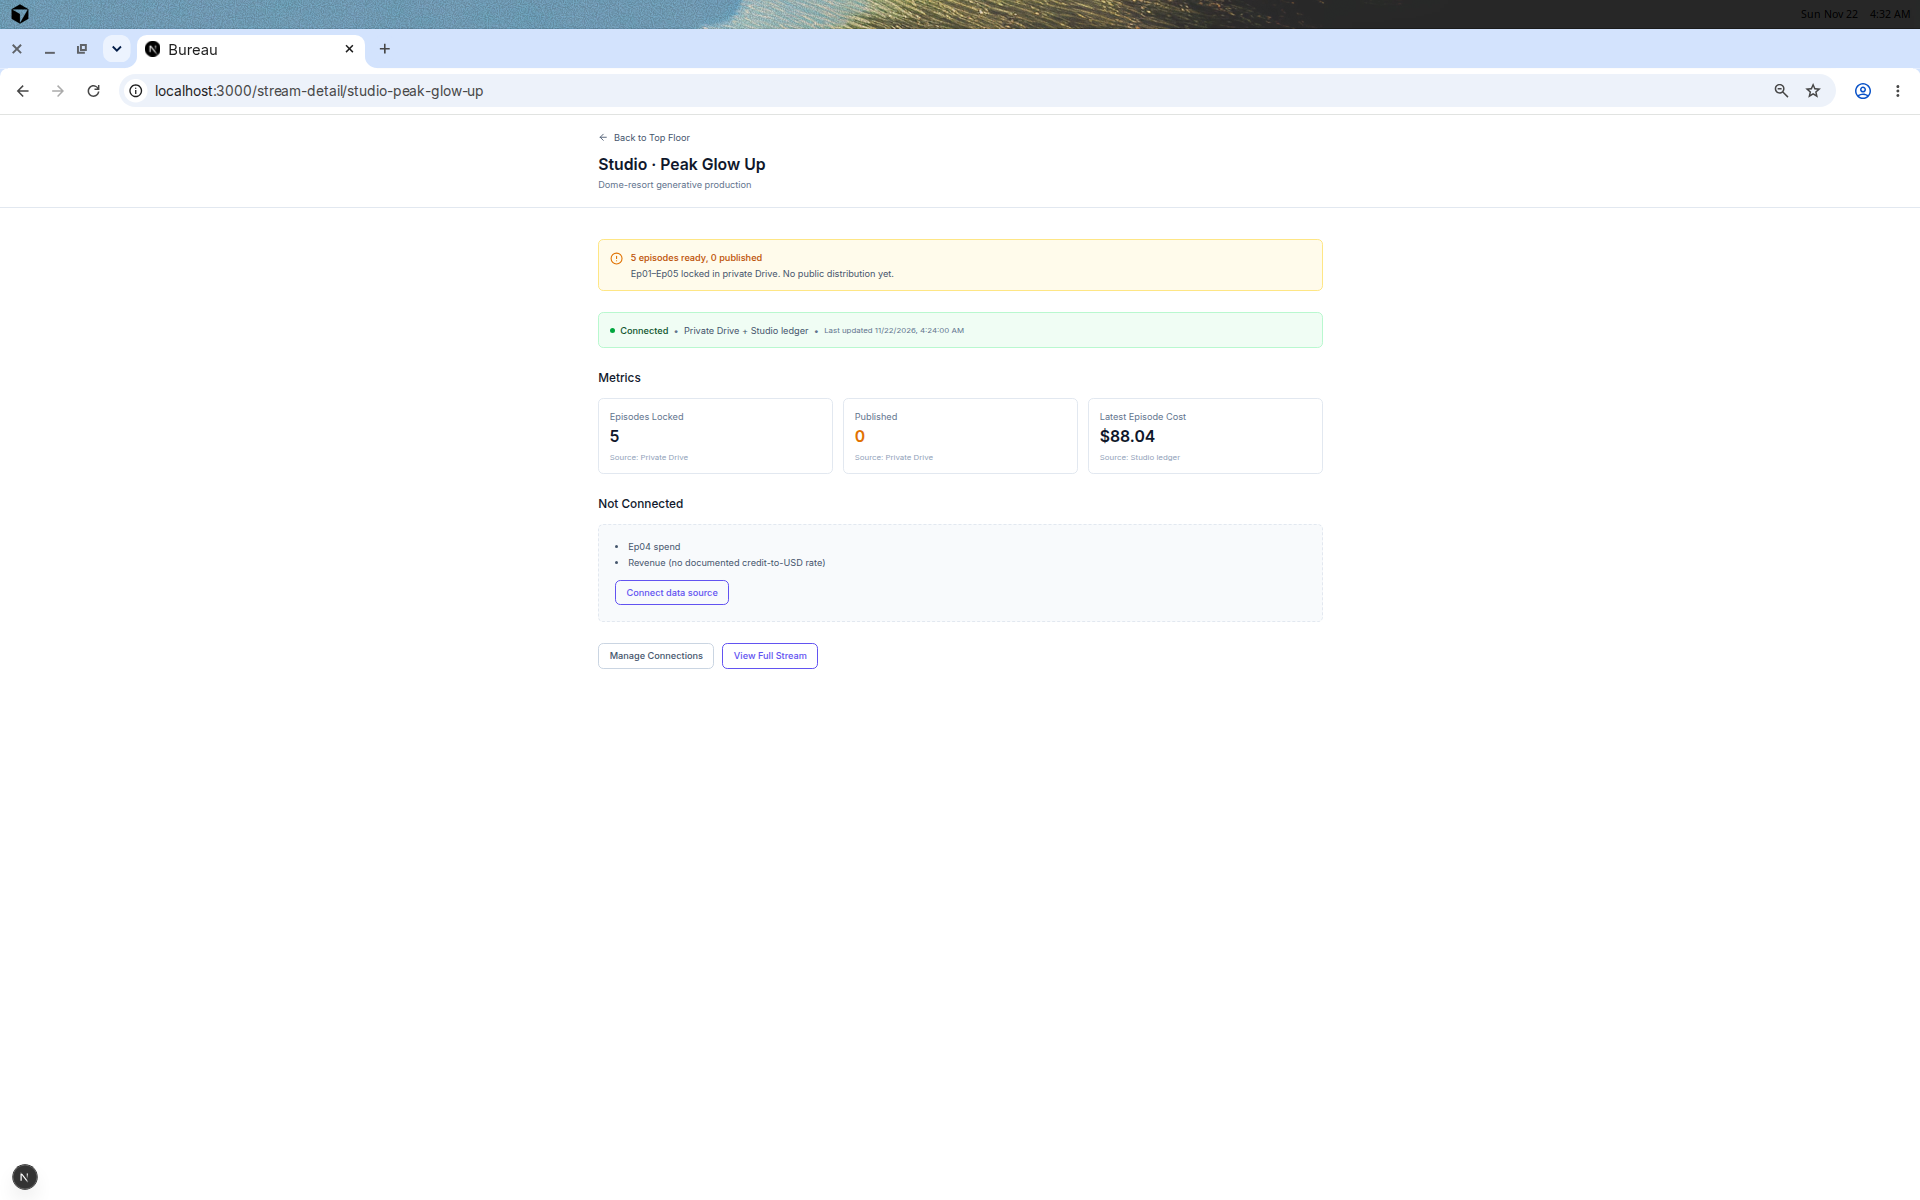 Sun Nov 22 4:32 AM
Bureau
localhost:3000/stream-detail/studio-peak-glow-up
← Back to Top Floor
Studio · Peak Glow Up
Dome-resort generative production
5 episodes ready, 0 published
Ep01–Ep05 locked in private Drive. No public distribution yet.
Connected • Private Drive + Studio ledger • Last updated 11/22/2026, 4:24:00 AM
Metrics
Episodes Locked
5
Source: Private Drive
Published
0
Source: Private Drive
Latest Episode Cost
$88.04
Source: Studio ledger
Not Connected
• Ep04 spend
• Revenue (no documented credit-to-USD rate)
Connect data source
Manage Connections View Full Stream
N